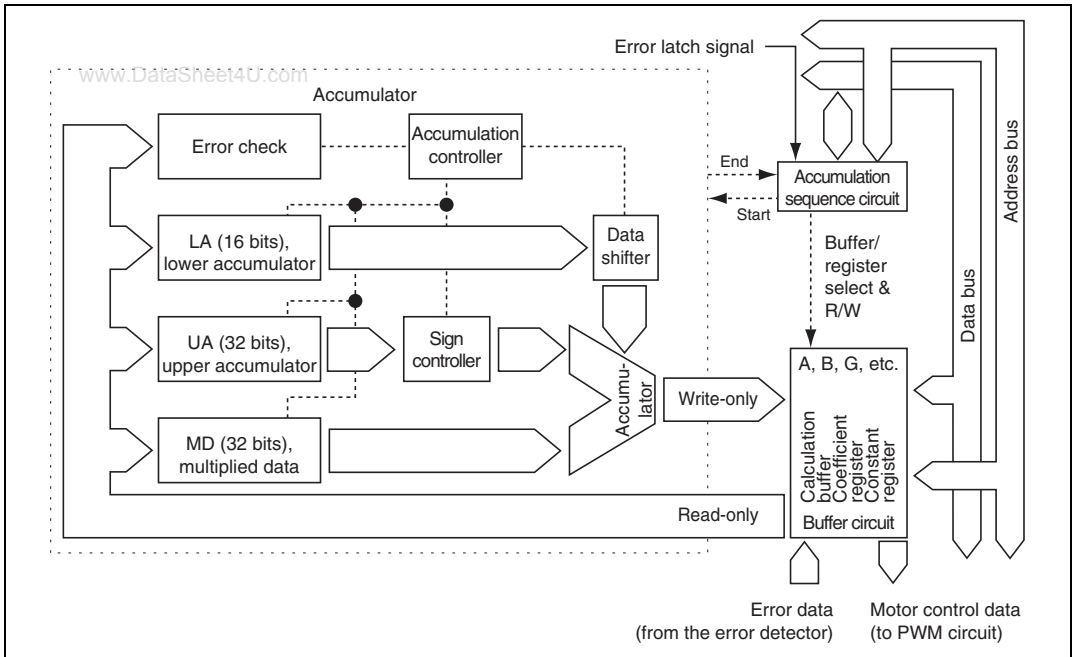 Error latch signal
www.DataSheet4U.com
Accumulator
Error check
Accumulation
controller
End
Start
Accumulation
sequence circuit
Address bus
LA (16 bits),
lower accumulator
Data
shifter
Buffer/
register
select &
R/W
Data bus
UA (32 bits),
upper accumulator
Sign
controller
Accumu-
lator
Write-only
A, B, G, etc.
Calculation
buffer
Coefficient
register
Constant
register
Buffer circuit
MD (32 bits),
multiplied data
Read-only
Error data
(from the error detector)
Motor control data
(to PWM circuit)